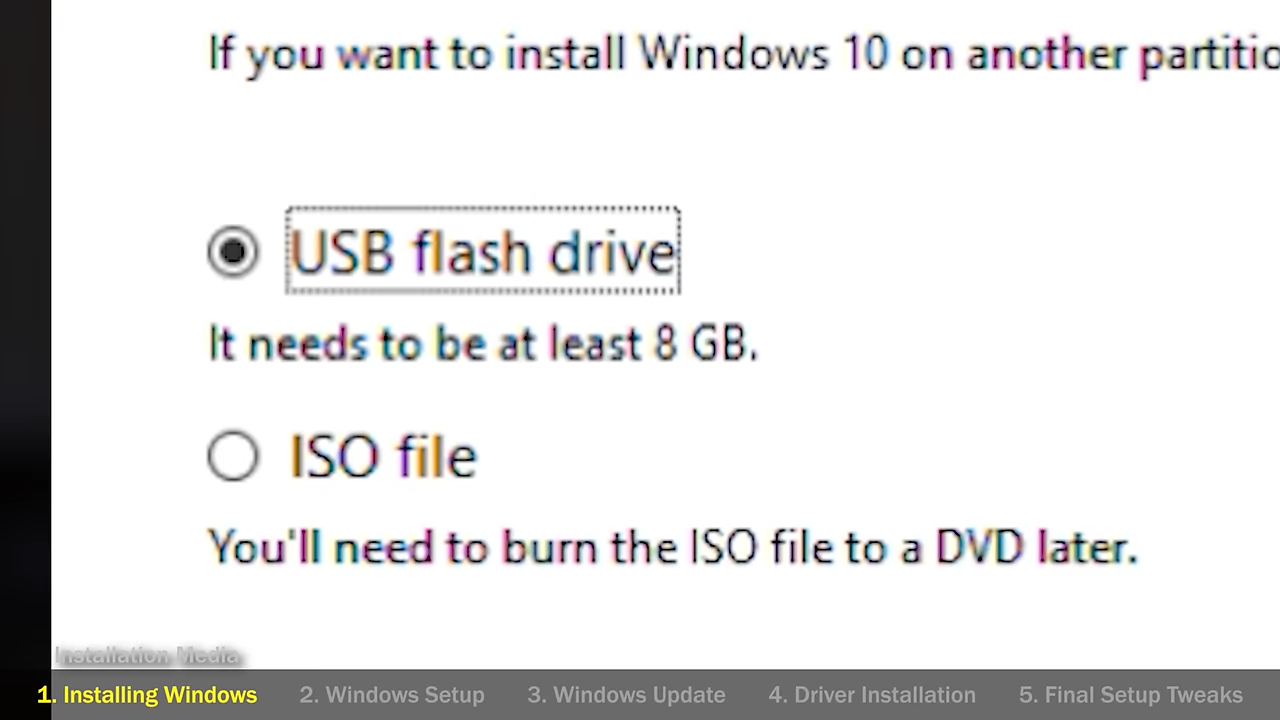 If you want to install Windows 10 on another partitio
USB flash drive
It needs to be at least 8 GB.
ISO file
You'll need to burn the ISO file to a DVD later.
Installation Media
1. Installing Windows 2. Windows Setup 3. Windows Update 4. Driver Installation 5. Final Setup Tweaks